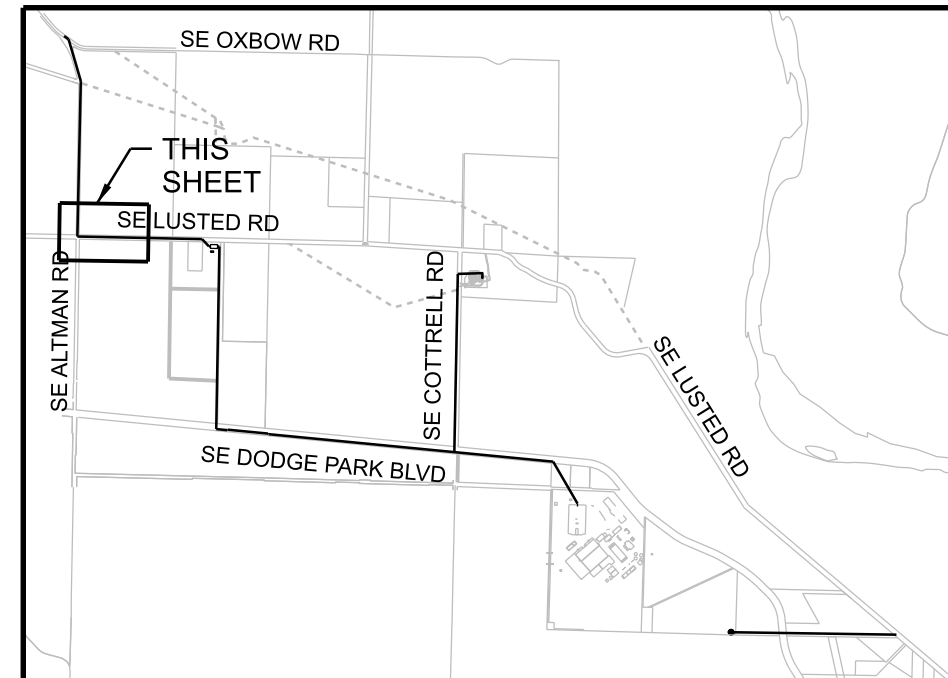 SE OXBOW RD
THIS
SHEET
SE LUSTED RD
SE ALTMAN RD
SE COTTRELL RD
SE LUSTED RD
SE DODGE PARK BLVD